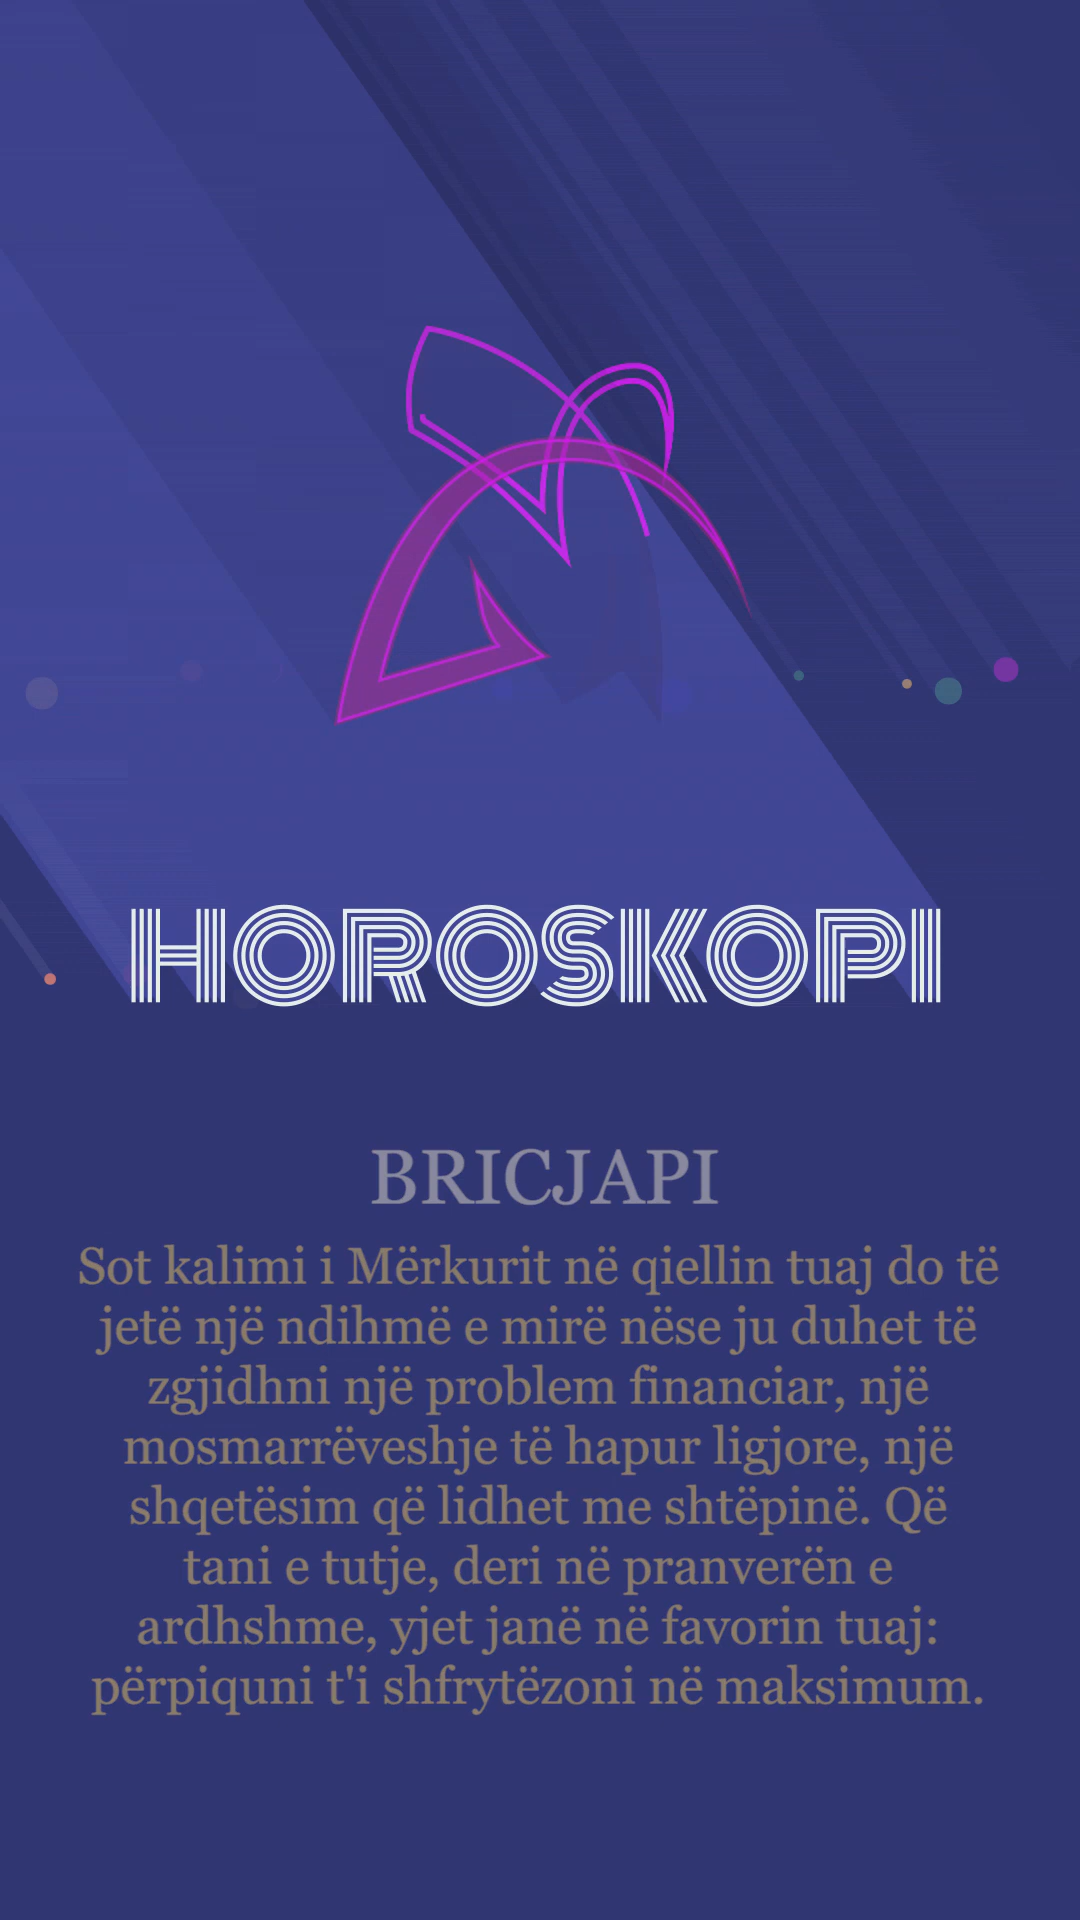 HOROSKOPI
BRICJAPI
Sot kalimi i Mërkurit në qiellin tuaj do të
jetë një ndihmë e mirë nëse ju duhet të
zgjidhni një problem financiar, një
mosmarrëveshje të hapur ligjore, një
shqetësim që lidhet me shtëpinë. Që
tani e tutje, deri në pranverën e
ardhshme, yjet janë në favorin tuaj:
përpiquni t'i shfrytëzoni në maksimum.